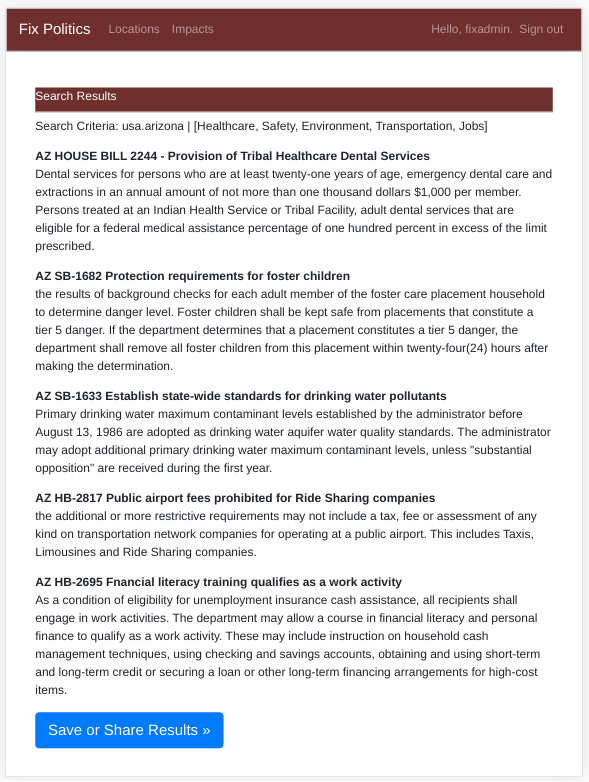 Fix Politics Locations Impacts Hello, fixadmin. Sign out
Search Results
Search Criteria: usa.arizona | [Healthcare, Safety, Environment, Transportation, Jobs]
AZ HOUSE BILL 2244 - Provision of Tribal Healthcare Dental Services
Dental services for persons who are at least twenty-one years of age, emergency dental care and
extractions in an annual amount of not more than one thousand dollars $1,000 per member.
Persons treated at an Indian Health Service or Tribal Facility, adult dental services that are
eligible for a federal medical assistance percentage of one hundred percent in excess of the limit
prescribed.
AZ SB-1682 Protection requirements for foster children
the results of background checks for each adult member of the foster care placement household
to determine danger level. Foster children shall be kept safe from placements that constitute a
tier 5 danger. If the department determines that a placement constitutes a tier 5 danger, the
department shall remove all foster children from this placement within twenty-four(24) hours after
making the determination.
AZ SB-1633 Establish state-wide standards for drinking water pollutants
Primary drinking water maximum contaminant levels established by the administrator before
August 13, 1986 are adopted as drinking water aquifer water quality standards. The administrator
may adopt additional primary drinking water maximum contaminant levels, unless "substantial
opposition" are received during the first year.
AZ HB-2817 Public airport fees prohibited for Ride Sharing companies
the additional or more restrictive requirements may not include a tax, fee or assessment of any
kind on transportation network companies for operating at a public airport. This includes Taxis,
Limousines and Ride Sharing companies.
AZ HB-2695 Fnancial literacy training qualifies as a work activity
As a condition of eligibility for unemployment insurance cash assistance, all recipients shall
engage in work activities. The department may allow a course in financial literacy and personal
finance to qualify as a work activity. These may include instruction on household cash
management techniques, using checking and savings accounts, obtaining and using short-term
and long-term credit or securing a loan or other long-term financing arrangements for high-cost
items.
Save or Share Results »